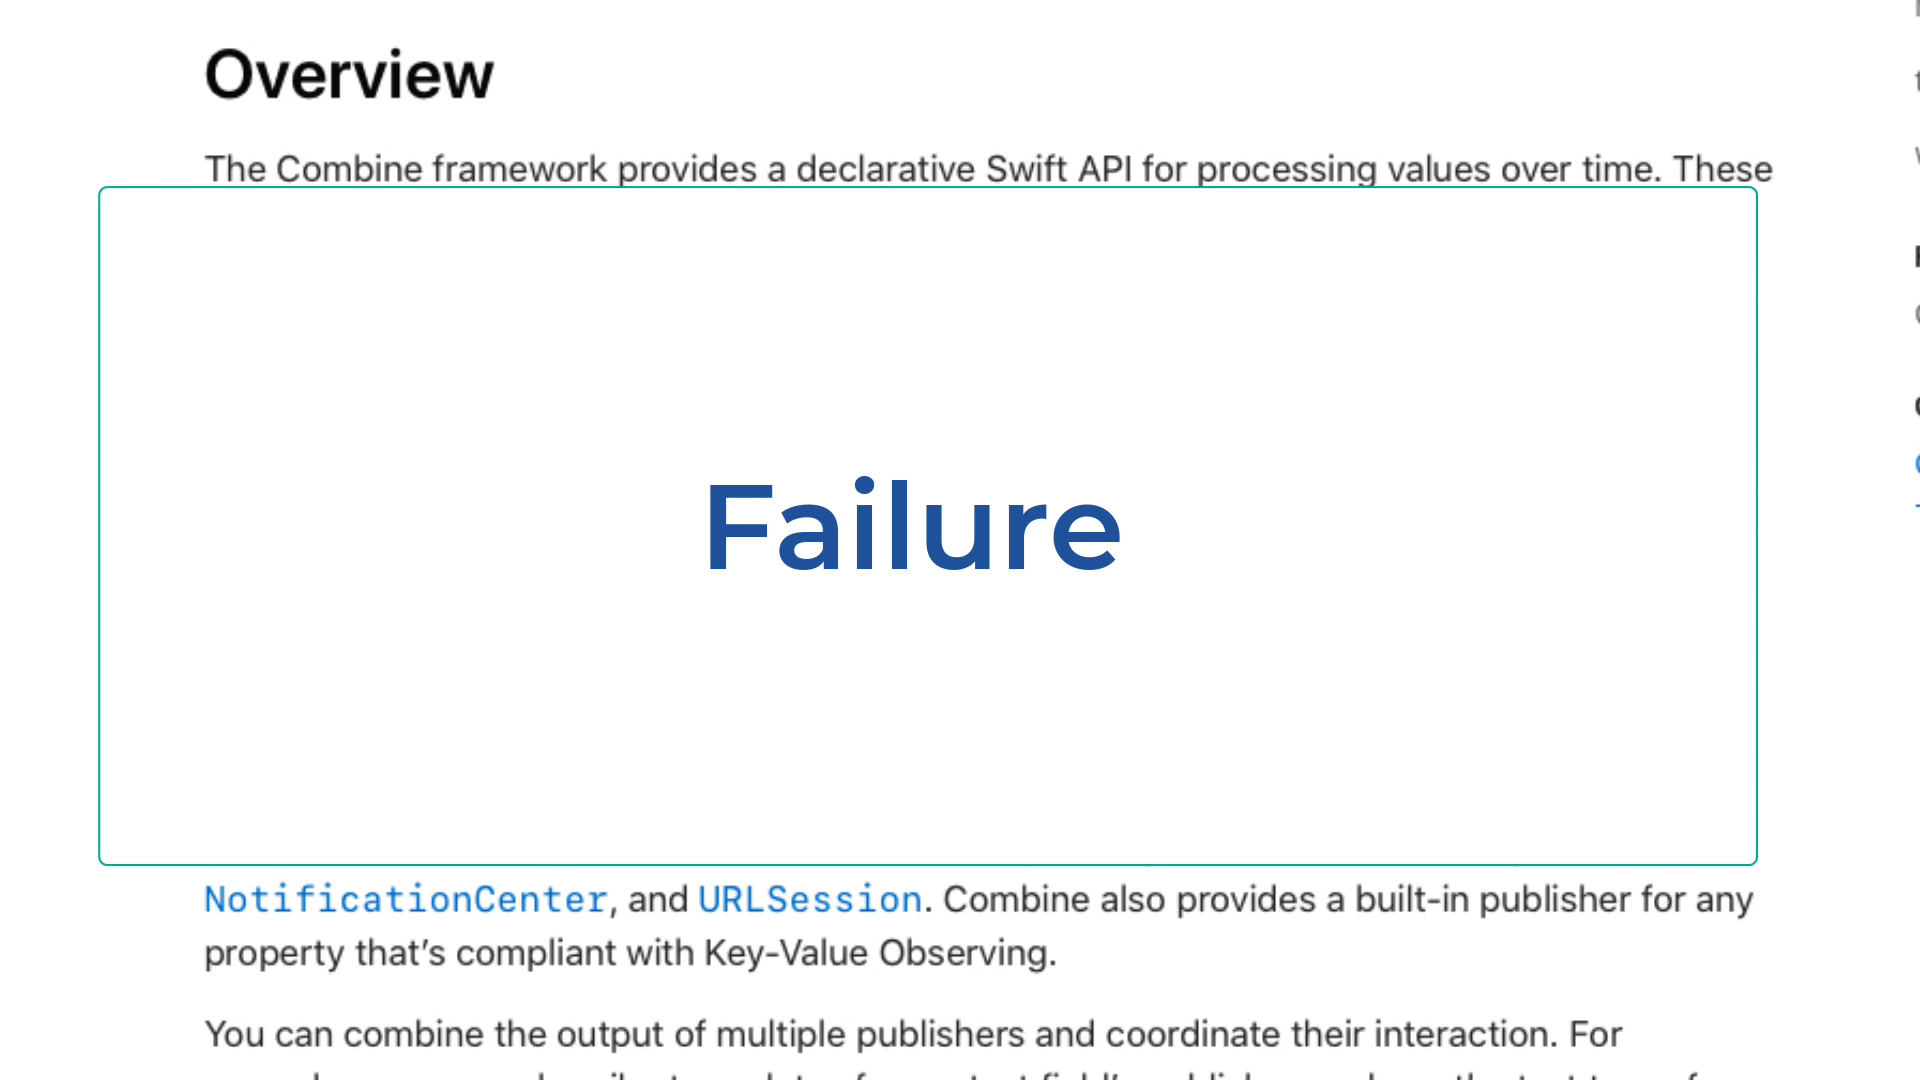 Overview
The Combine framework provides a declarative Swift API for processing values over time. These
Failure
NotificationCenter, and URLSession. Combine also provides a built-in publisher for any
property that’s compliant with Key-Value Observing.
You can combine the output of multiple publishers and coordinate their interaction. For